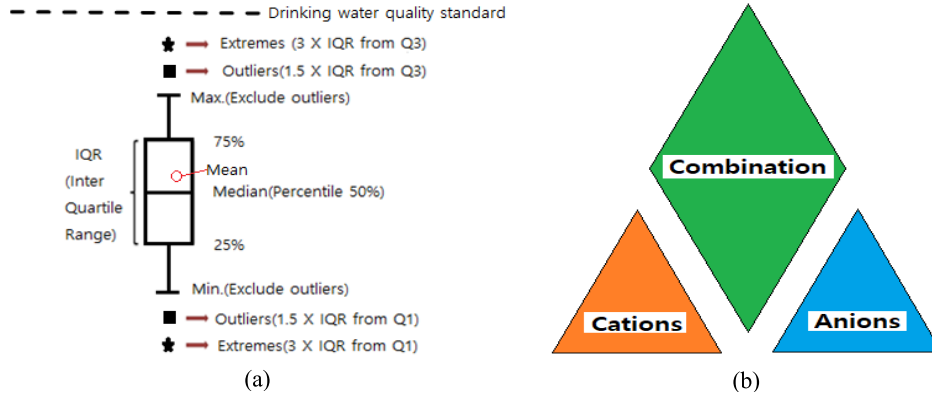 Drinking water quality standard
Extremes (3 X IQR from Q3)
Outliers(1.5 X IQR from Q3)
Max.(Exclude outliers)
75%
IQR
(Inter
Quartile
Range)
Mean
Median(Percentile 50%)
25%
Min.(Exclude outliers)
Outliers(1.5 X IQR from Q1)
Extremes(3 X IQR from Q1)
(a)
Combination
Cations
Anions
(b)